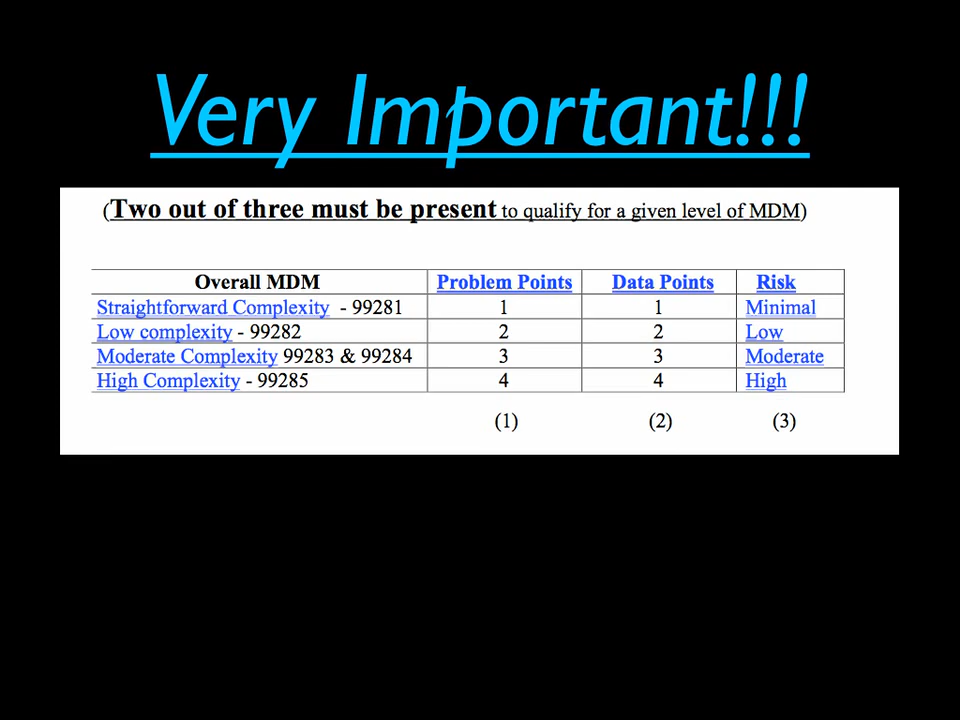 Very Important!!!
(Two out of three must be present to qualify for a given level of MDM)
Overall MDM Problem Points Data Points Risk
Straightforward Complexity - 99281 1 1 Minimal
Low complexity - 99282 2 2 Low
Moderate Complexity 99283 & 99284 3 3 Moderate
High Complexity - 99285 4 4 High
(1) (2) (3)